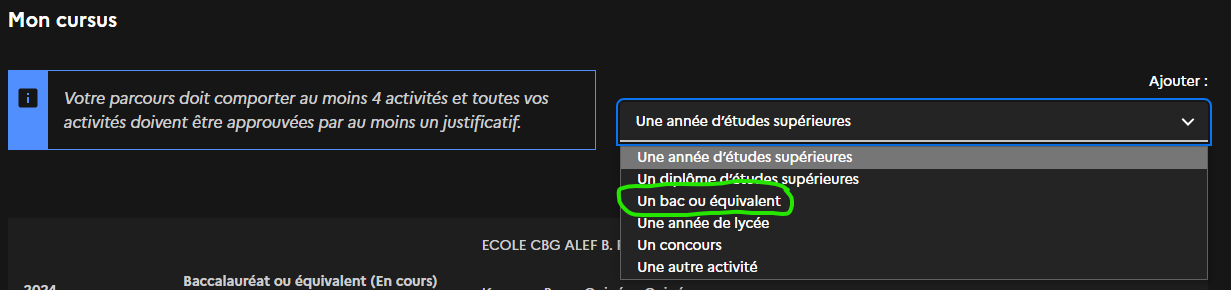 Mon cursus
Ajouter :
Votre parcours doit comporter au moins 4 activités et toutes vos
activités doivent être approuvées par au moins un justificatif.
Une année d’études supérieures
Une année d’études supérieures
Un diplôme d’études supérieures
Un bac ou équivalent
Une année de lycée
Un concours
Une autre activité
ECOLE CBG ALEF B.
Baccalauréat ou équivalent (En cours)
2024